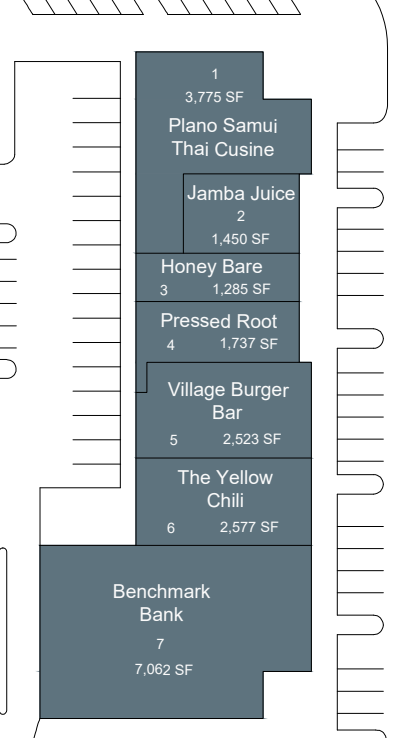 1
3,775 SF
Plano Samui
Thai Cusine
Jamba Juice
2
1,450 SF
Honey Bare
3 1,285 SF
Pressed Root
4 1,737 SF
Village Burger
Bar
5 2,523 SF
The Yellow
Chili
6 2,577 SF
Benchmark
Bank
7
7,062 SF